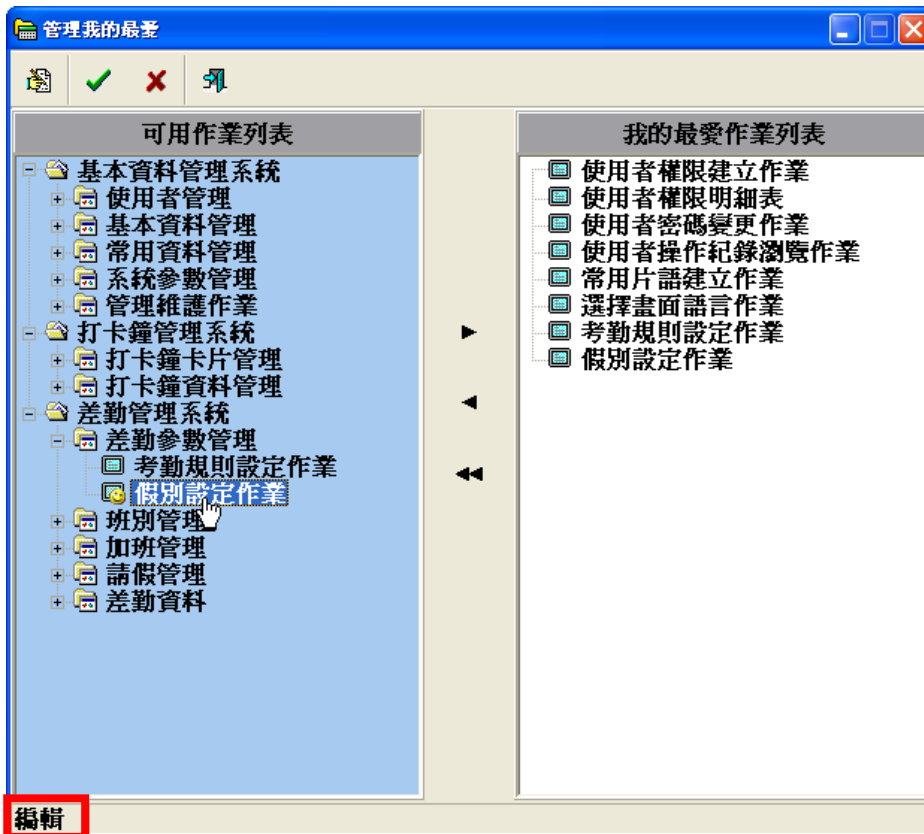 管理我的最愛
可用作業列表
基本資料管理系統
使用者管理
基本資料管理
常用資料管理
系統參數管理
管理維護作業
打卡鐘管理系統
打卡鐘卡片管理
打卡鐘資料管理
差勤管理系統
差勤參數管理
考勤規則設定作業
假別設定作業
班別管理
加班管理
請假管理
差勤資料
我的最愛作業列表
使用者權限建立作業
使用者權限明細表
使用者密碼變更作業
使用者操作紀錄瀏覽作業
常用片語建立作業
選擇畫面語言作業
考勤規則設定作業
假別設定作業
編輯